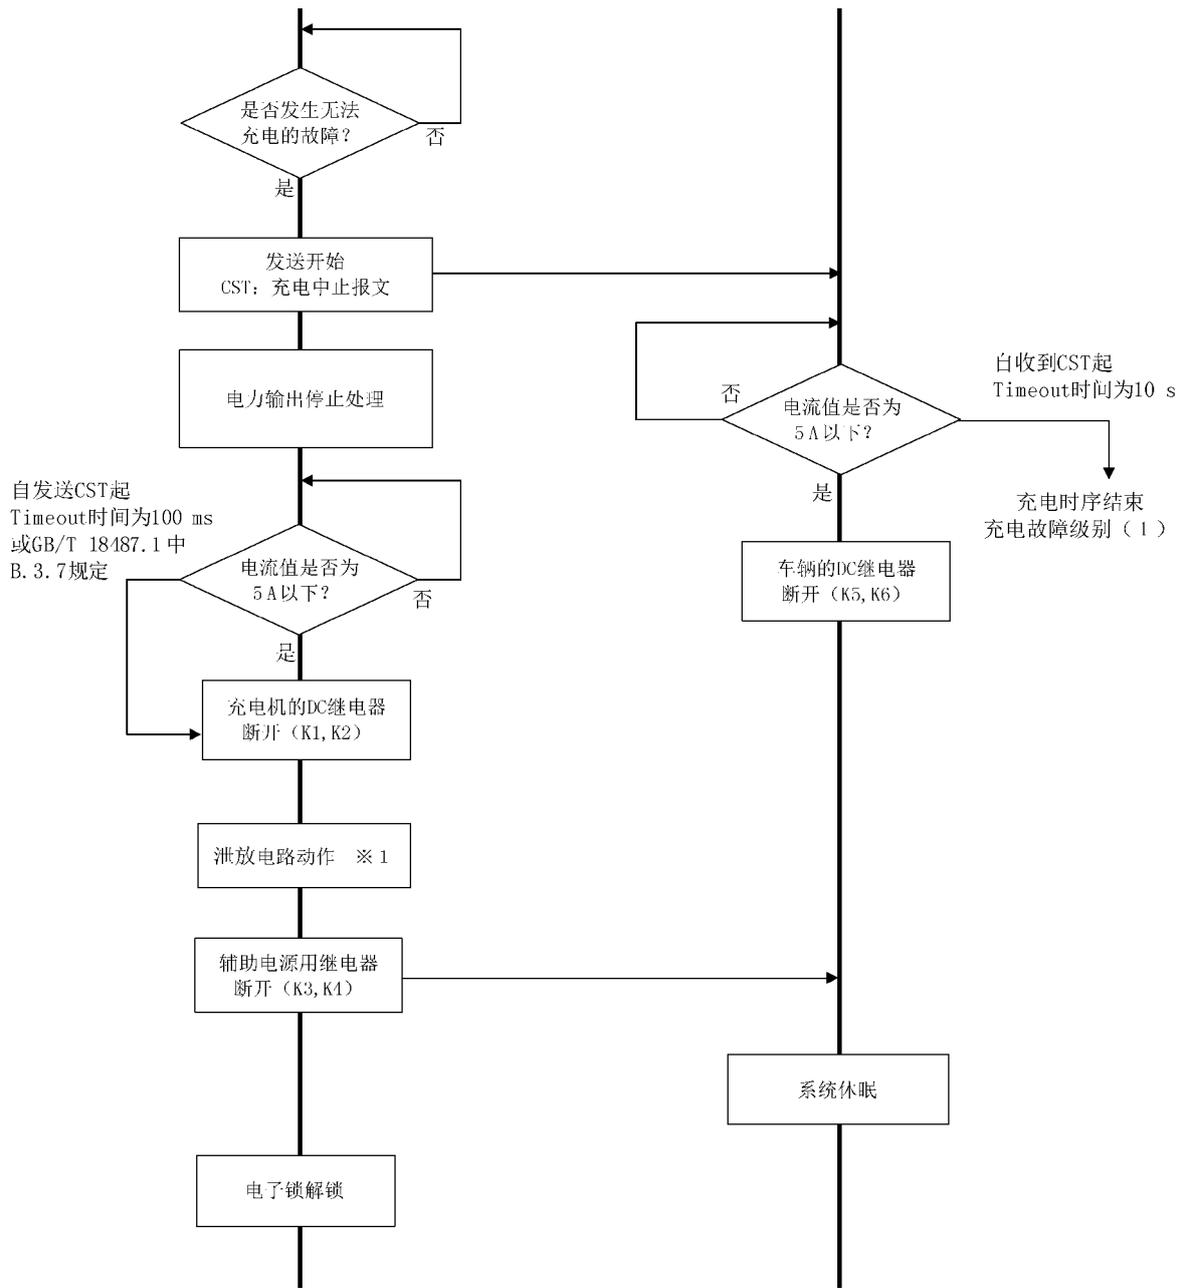 是否发生无法
充电的故障？
否
是
发送开始
CST：充电中止报文
电力输出停止处理
自收到CST起
Timeout时间为10 s
否
电流值是否为
5A以下？
是
充电时序结束
充电故障级别（1）
自发送CST起
Timeout时间为100 ms
或GB/T 18487.1中
B.3.7规定
电流值是否为
5A以下？
否
是
车辆的DC继电器
断开（K5,K6）
充电机的DC继电器
断开（K1,K2）
泄放电路动作 ※1
辅助电源用继电器
断开（K3,K4）
系统休眠
电子锁解锁